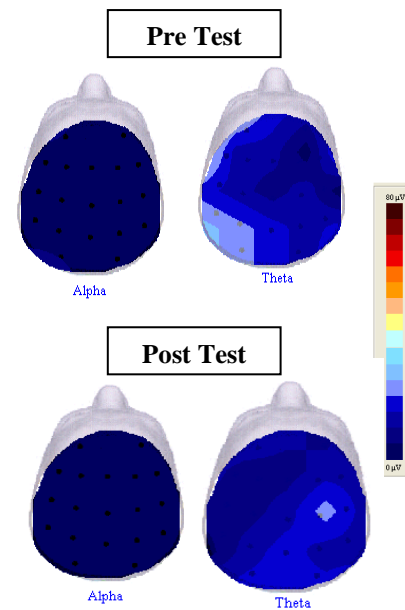 Pre Test
80 μV
Alpha
Theta
Post Test
0 μV
Alpha
Theta